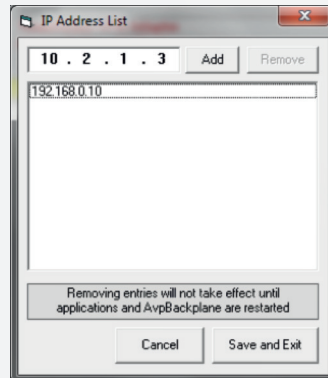 IP Address List
10 . 2 . 1 . 3 Add Remove
192.168.0.10
Removing entries will not take effect until
applications and AvpBackplane are restarted
Cancel Save and Exit